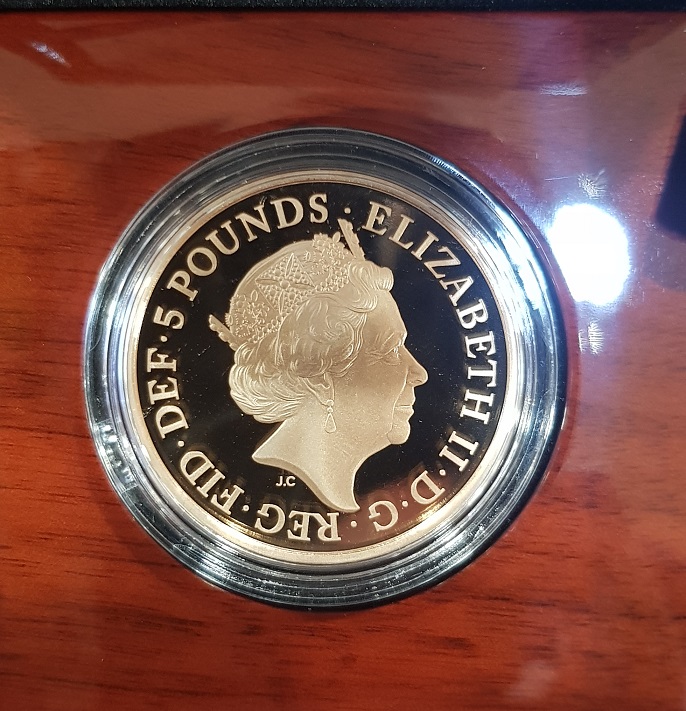 ELIZABETH II · D · G · REG · FID · DEF · 5 POUNDS ·
J.C